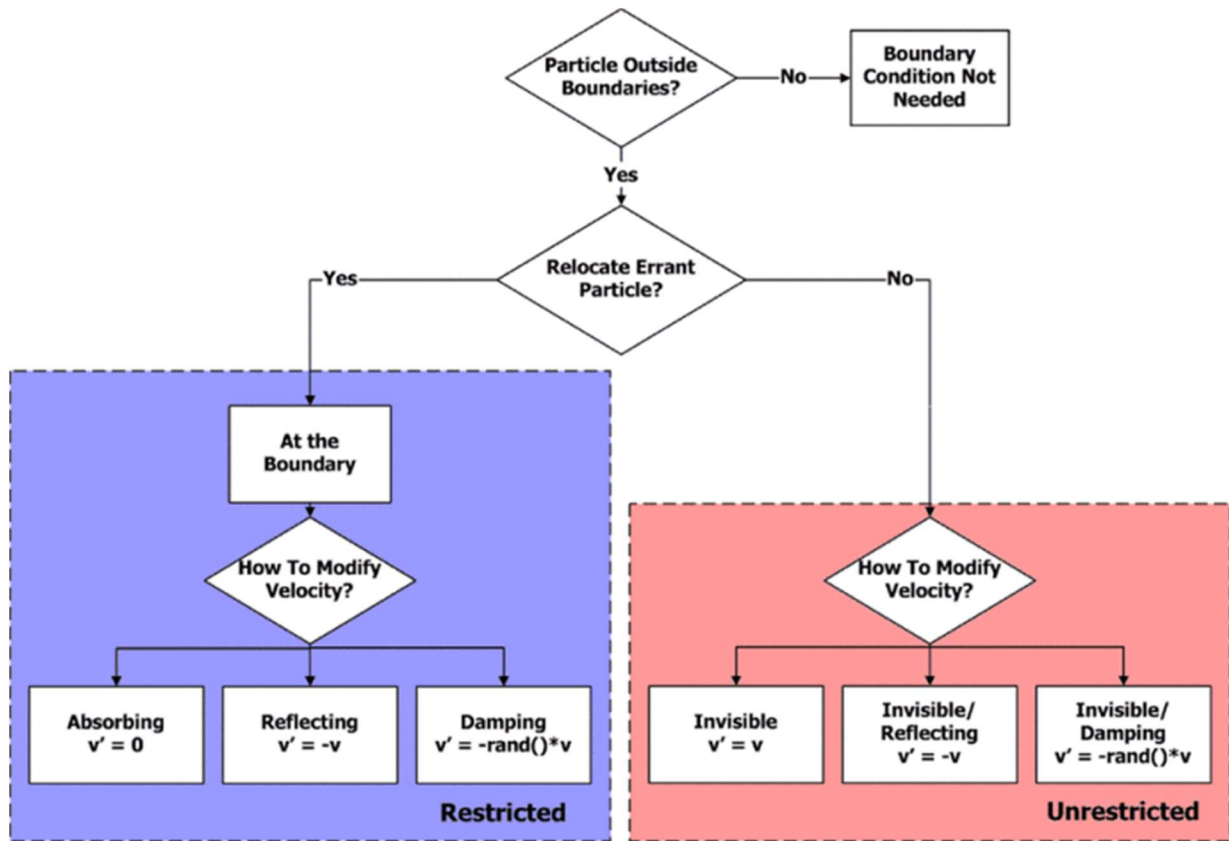 Particle Outside
Boundaries?
No
Boundary
Condition Not
Needed
Yes
Relocate Errant
Particle?
Yes
No
At the
Boundary
How To Modify
Velocity?
Absorbing
v' = 0
Reflecting
v' = -v
Damping
v' = -rand()*v
Restricted
How To Modify
Velocity?
Invisible
v' = v
Invisible/
Reflecting
v' = -v
Invisible/
Damping
v' = -rand()*v
Unrestricted